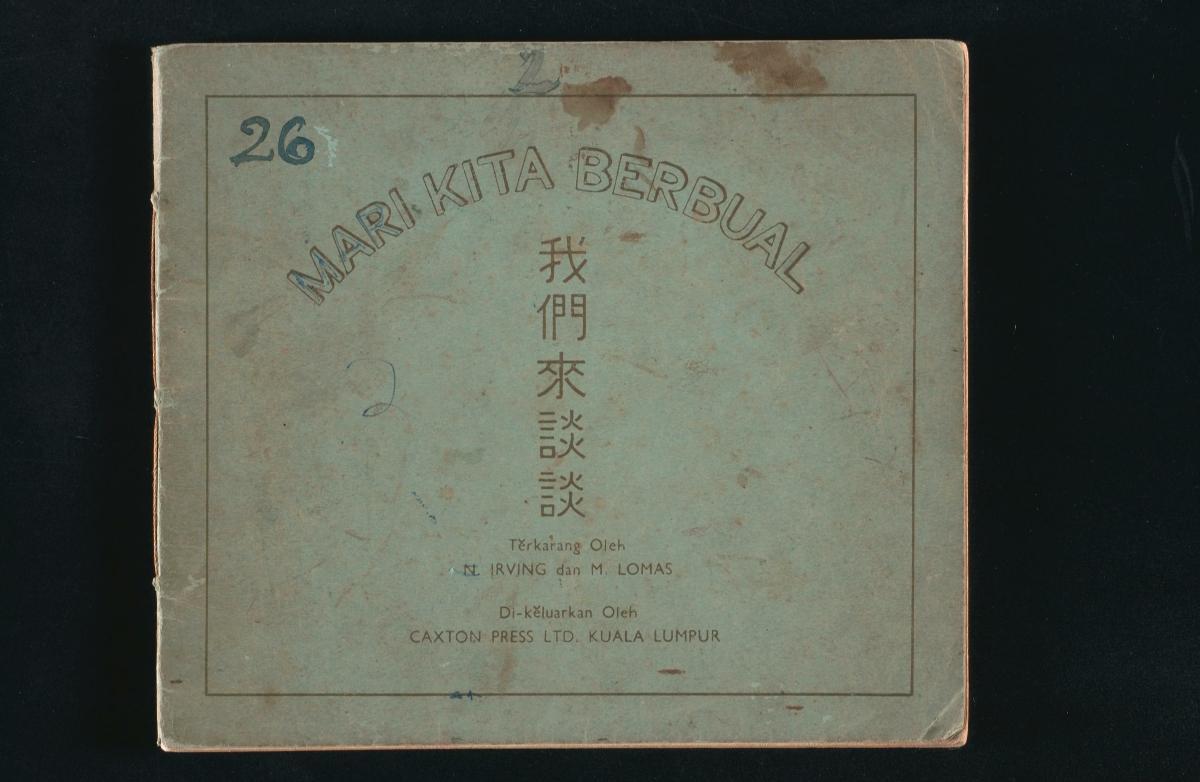 2
26
MARI KITA BERBUAL
我們來談談
2
Tĕrkarang Oleh
N. IRVING dan M. LOMAS
Di-kĕluarkan Oleh
CAXTON PRESS LTD. KUALA LUMPUR